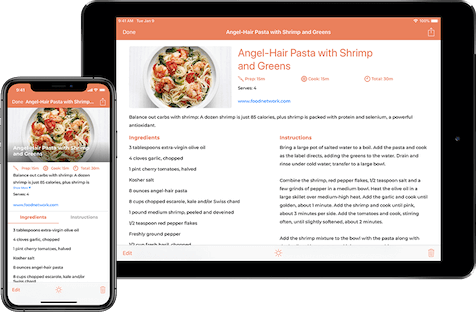 9:41 AM Tue Jan 8
Done
Angel-Hair Pasta with Shrimp and Greens
Angel-Hair Pasta with Shrimp
and Greens
Prep: 15m
Cook: 15m
Total: 30m
Serves: 4
www.foodnetwork.com
Balance out carbs with shrimp: A dozen shrimp is just 85 calories, plus shrimp is packed with protein and selenium, a powerful
antioxidant.
Ingredients
3 tablespoons extra-virgin olive oil
4 cloves garlic, chopped
1 pint cherry tomatoes, halved
Kosher salt
8 ounces angel-hair pasta
8 cups chopped escarole, kale and/or Swiss chard
1 pound medium shrimp, peeled and deveined
1/2 teaspoon red pepper flakes
Freshly ground pepper
1/2 cup fresh basil, chopped
Instructions
Bring a large pot of salted water to a boil. Add the pasta and cook
as the label directs, adding the greens to the water. Drain and
rinse under cold water; transfer to a large bowl.
Combine the shrimp, red pepper flakes, 1/2 teaspoon salt and a
few grinds of pepper in a medium bowl. Heat the olive oil in a
large skillet over medium-high heat. Add the garlic and cook until
golden, about 1 minute. Add the shrimp and cook until pink,
about 3 minutes per side. Add the tomatoes and cook, stirring
often, until slightly softened, about 2 minutes.
Add the shrimp mixture to the bowl with the pasta along with
Edit
9:41
Done
Angel-Hair Pasta with Shrimp...
Angel-Hair Pasta with Shrimp
and Greens
Prep: 15m
Cook: 15m
Total: 30m
Balance out carbs with shrimp: A dozen
shrimp is just 85 calories, plus shrimp is
Serves: 4
www.foodnetwork.com
Ingredients
Instructions
3 tablespoons extra-virgin olive oil
4 cloves garlic, chopped
1 pint cherry tomatoes, halved
Kosher salt
8 ounces angel-hair pasta
8 cups chopped escarole, kale and/or
Swiss chard
Edit